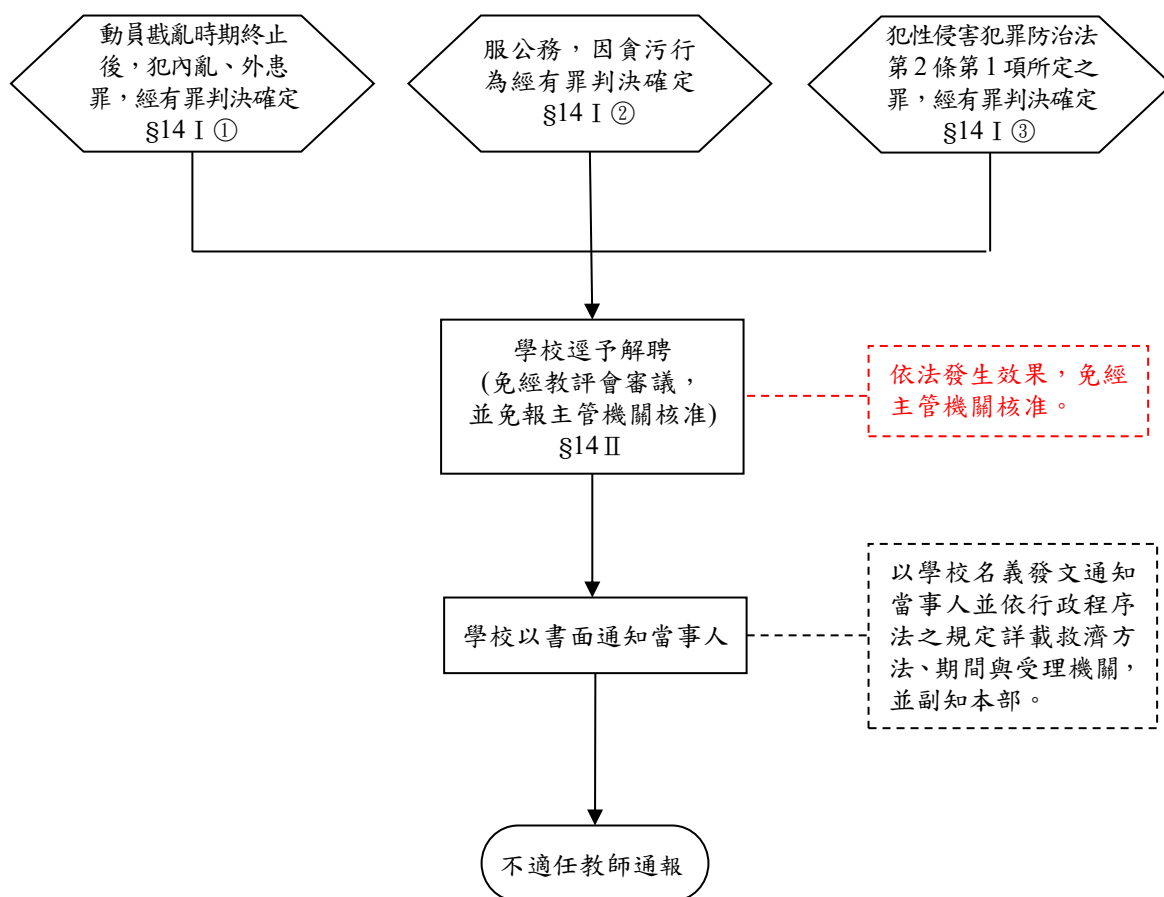 動員戡亂時期終止
後，犯內亂、外患
罪，經有罪判決確定
§14Ⅰ①
服公務，因貪污行
為經有罪判決確定
§14Ⅰ②
犯性侵害犯罪防治法
第2條第1項所定之
罪，經有罪判決確定
§14Ⅰ③
學校逕予解聘
(免經教評會審議，
並免報主管機關核准)
§14Ⅱ
依法發生效果，免經
主管機關核准。
學校以書面通知當事人
以學校名義發文通知
當事人並依行政程序
法之規定詳載救濟方
法、期間與受理機關，
並副知本部。
不適任教師通報